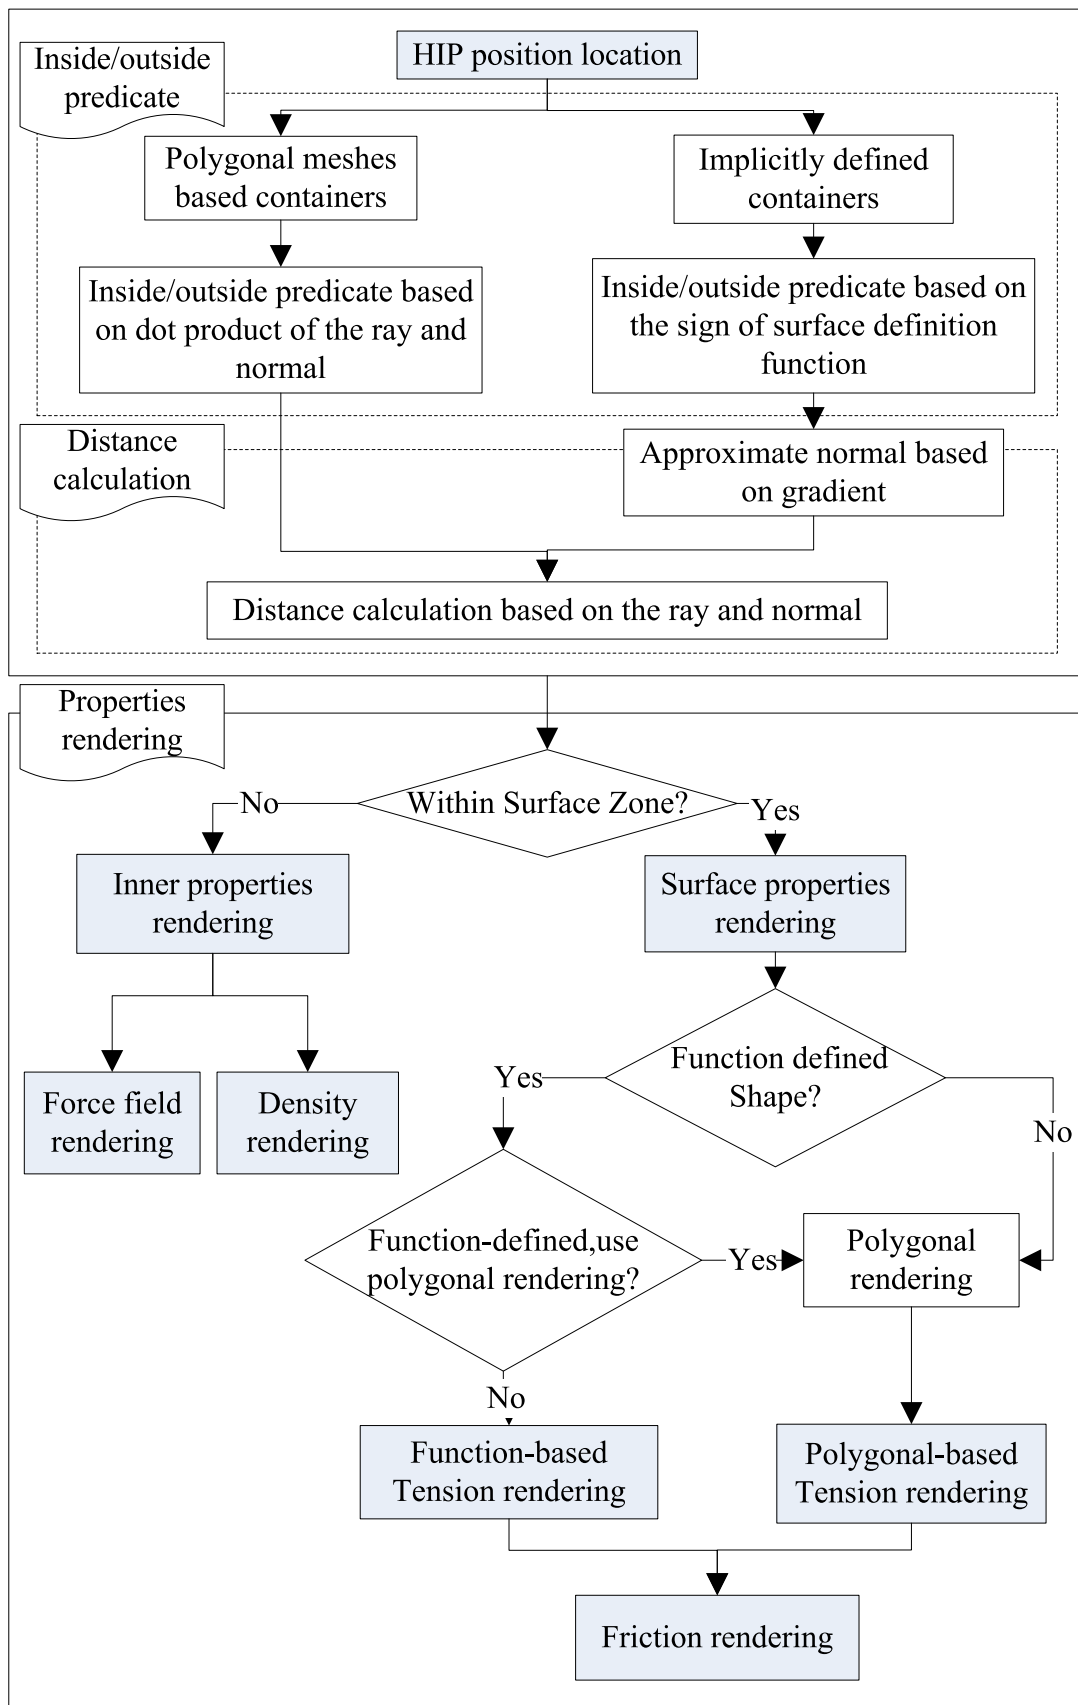 Inside/outside
predicate
HIP position location
Polygonal meshes
based containers
Implicitly defined
containers
Inside/outside predicate based
on dot product of the ray and
normal
Inside/outside predicate based on
the sign of surface definition
function
Distance
calculation
Approximate normal based
on gradient
Distance calculation based on the ray and normal
Properties
rendering
Within Surface Zone?
No
Yes
Inner properties
rendering
Surface properties
rendering
Force field
rendering
Density
rendering
Function defined
Shape?
Yes
No
Function-defined,use
polygonal rendering?
Yes
Polygonal
rendering
No
Function-based
Tension rendering
Polygonal-based
Tension rendering
Friction rendering